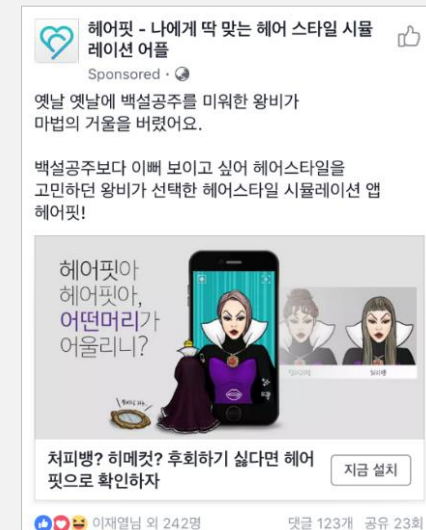 헤어핏 - 나에게 딱 맞는 헤어 스타일 시뮬
레이션 어플
Sponsored ·
옛날 옛날에 백설공주를 미워한 왕비가
마법의 거울을 버렸어요.
백설공주보다 이뻐 보이고 싶어 헤어스타일을
고민하던 왕비가 선택한 헤어스타일 시뮬레이션 앱
헤어핏!
헤어핏아
헤어핏아,
어떤머리가
어울리니?
처피뱅? 히메컷? 후회하기 싫다면 헤어
핏으로 확인하자
지금 설치
이재열님 외 242명
댓글 123개 공유 23회